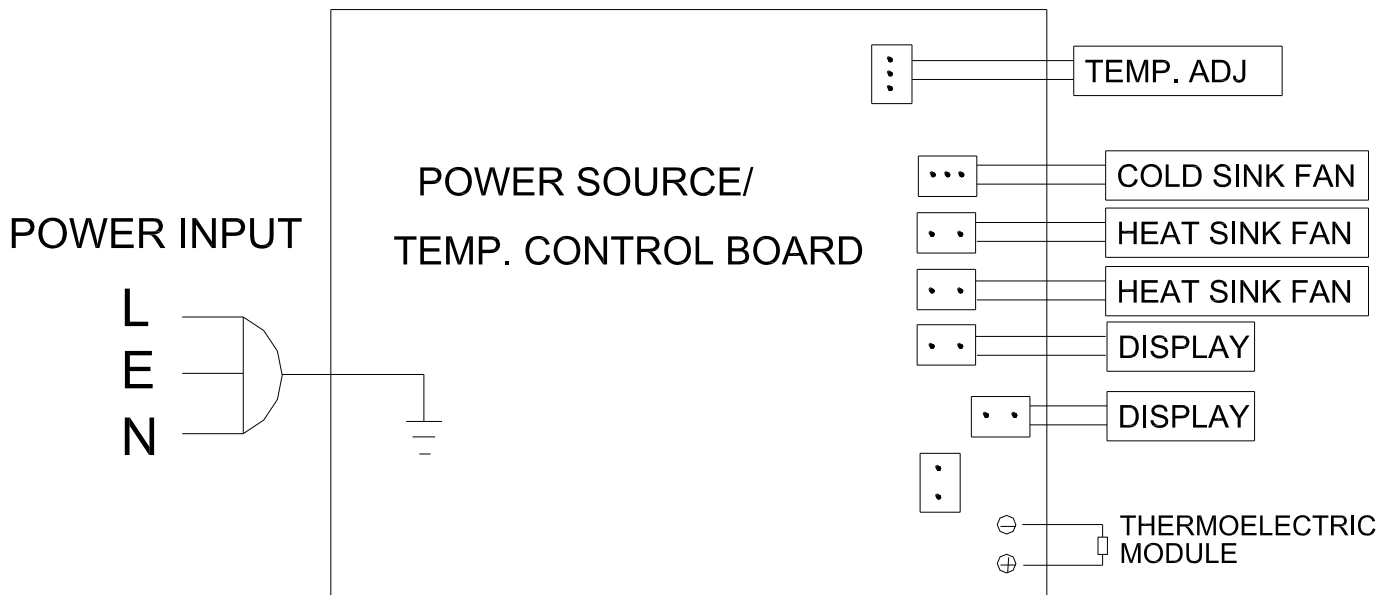 TEMP. ADJ
POWER SOURCE/
TEMP. CONTROL BOARD
COLD SINK FAN
HEAT SINK FAN
HEAT SINK FAN
DISPLAY
DISPLAY
POWER INPUT
L
E
N
THERMOELECTRIC
MODULE